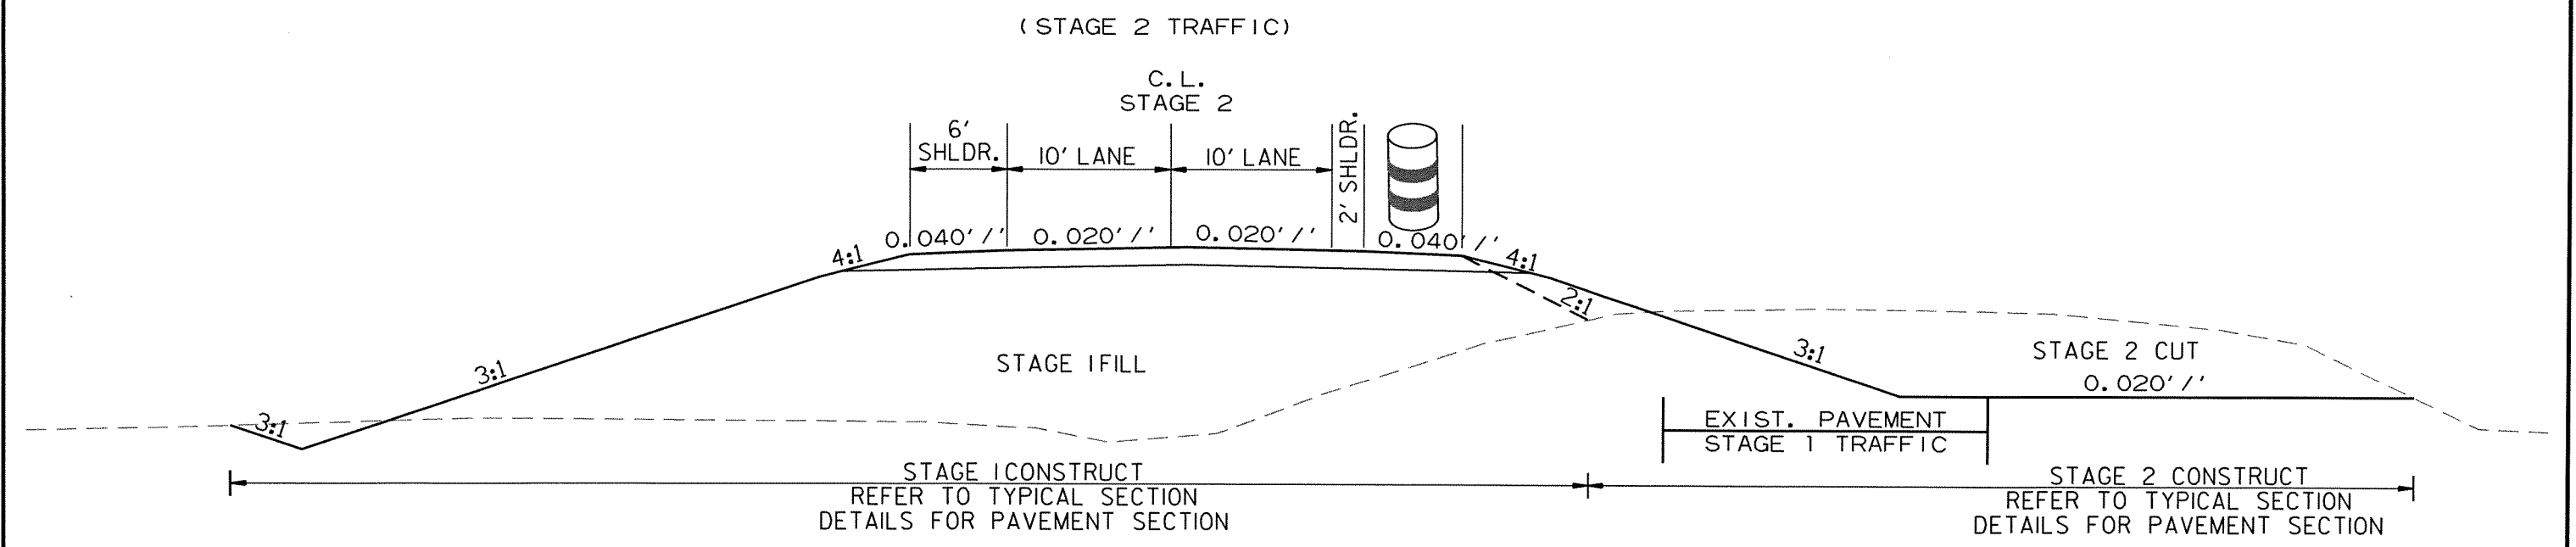 (STAGE 2 TRAFFIC)
C.L.
STAGE 2
6'
SHLDR.
10' LANE
10' LANE
2' SHLDR.
4:1
0.040'/'
0.020'/'
0.020'/'
0.040'/'
4:1
2:1
3:1
3:1
3:1
STAGE 1 FILL
STAGE 2 CUT
0.020'/'
EXIST. PAVEMENT
STAGE 1 TRAFFIC
STAGE 1 CONSTRUCT
REFER TO TYPICAL SECTION
DETAILS FOR PAVEMENT SECTION
STAGE 2 CONSTRUCT
REFER TO TYPICAL SECTION
DETAILS FOR PAVEMENT SECTION